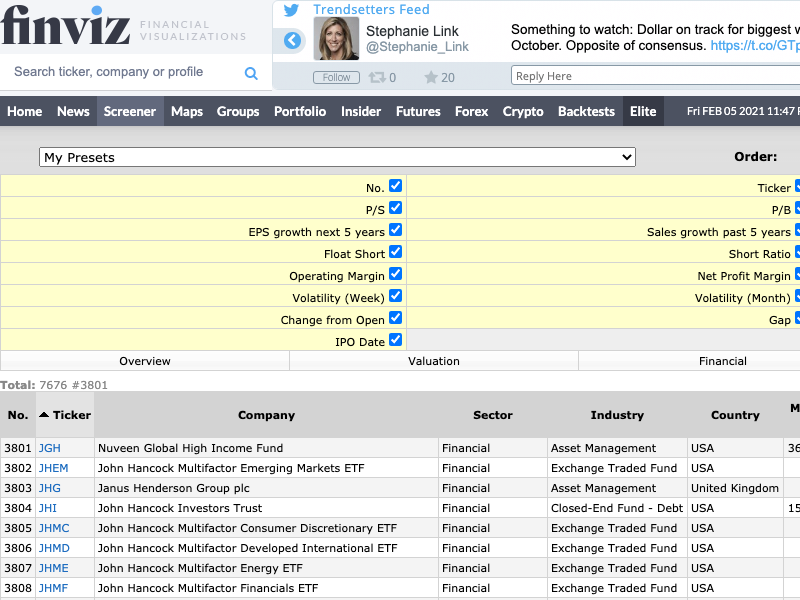 finviz FINANCIAL VISUALIZATIONS
Trendsetters Feed
Stephanie Link
@Stephanie_Link
Something to watch: Dollar on track for biggest w
October. Opposite of consensus. https://t.co/GTp
Follow 0 20
Reply Here
Search ticker, company or profile
Home News Screener Maps Groups Portfolio Insider Futures Forex Crypto Backtests Elite Fri FEB 05 2021 11:47 P
My Presets Order:
No. Ticker
P/S P/B
EPS growth next 5 years Sales growth past 5 years
Float Short Short Ratio
Operating Margin Net Profit Margin
Volatility (Week) Volatility (Month)
Change from Open Gap
IPO Date
Overview Valuation Financial
Total: 7676 #3801
No. Ticker Company Sector Industry Country M
3801 JGH Nuveen Global High Income Fund Financial Asset Management USA 36
3802 JHEM John Hancock Multifactor Emerging Markets ETF Financial Exchange Traded Fund USA
3803 JHG Janus Henderson Group plc Financial Asset Management United Kingdom
3804 JHI John Hancock Investors Trust Financial Closed-End Fund - Debt USA 15
3805 JHMC John Hancock Multifactor Consumer Discretionary ETF Financial Exchange Traded Fund USA
3806 JHMD John Hancock Multifactor Developed International ETF Financial Exchange Traded Fund USA
3807 JHME John Hancock Multifactor Energy ETF Financial Exchange Traded Fund USA
3808 JHMF John Hancock Multifactor Financials ETF Financial Exchange Traded Fund USA